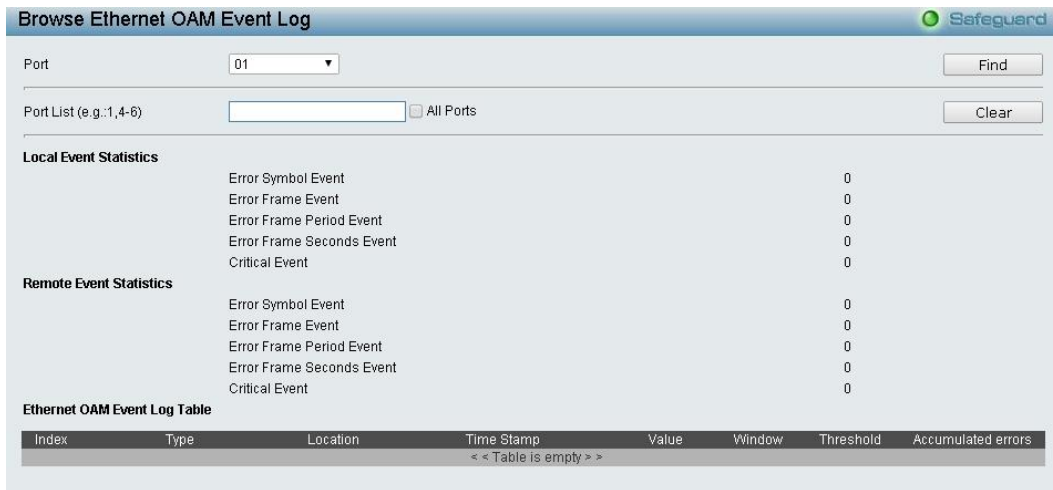 Browse Ethernet OAM Event Log Safeguard
Port 01 Find
Port List (e.g.:1,4-6) All Ports Clear
Local Event Statistics
Error Symbol Event 0
Error Frame Event 0
Error Frame Period Event 0
Error Frame Seconds Event 0
Critical Event 0
Remote Event Statistics
Error Symbol Event 0
Error Frame Event 0
Error Frame Period Event 0
Error Frame Seconds Event 0
Critical Event 0
Ethernet OAM Event Log Table
Index Type Location Time Stamp Value Window Threshold Accumulated errors
< < Table is empty > >